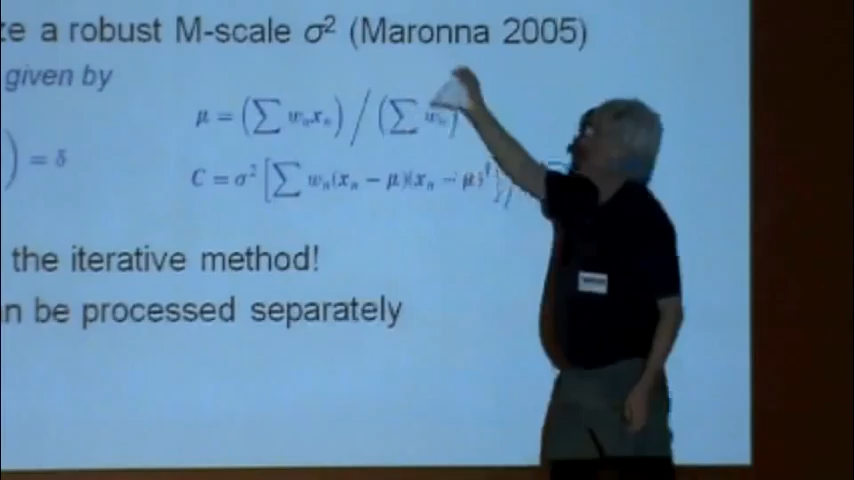 ze a robust M-scale σ² (Maronna 2005)
given by
μ = (∑ wₙxₙ) / (∑ wₙ)
) = δ
C = σ² [∑ wₙ(xₙ − μ)(xₙ − μ)
the iterative method!
n be processed separately